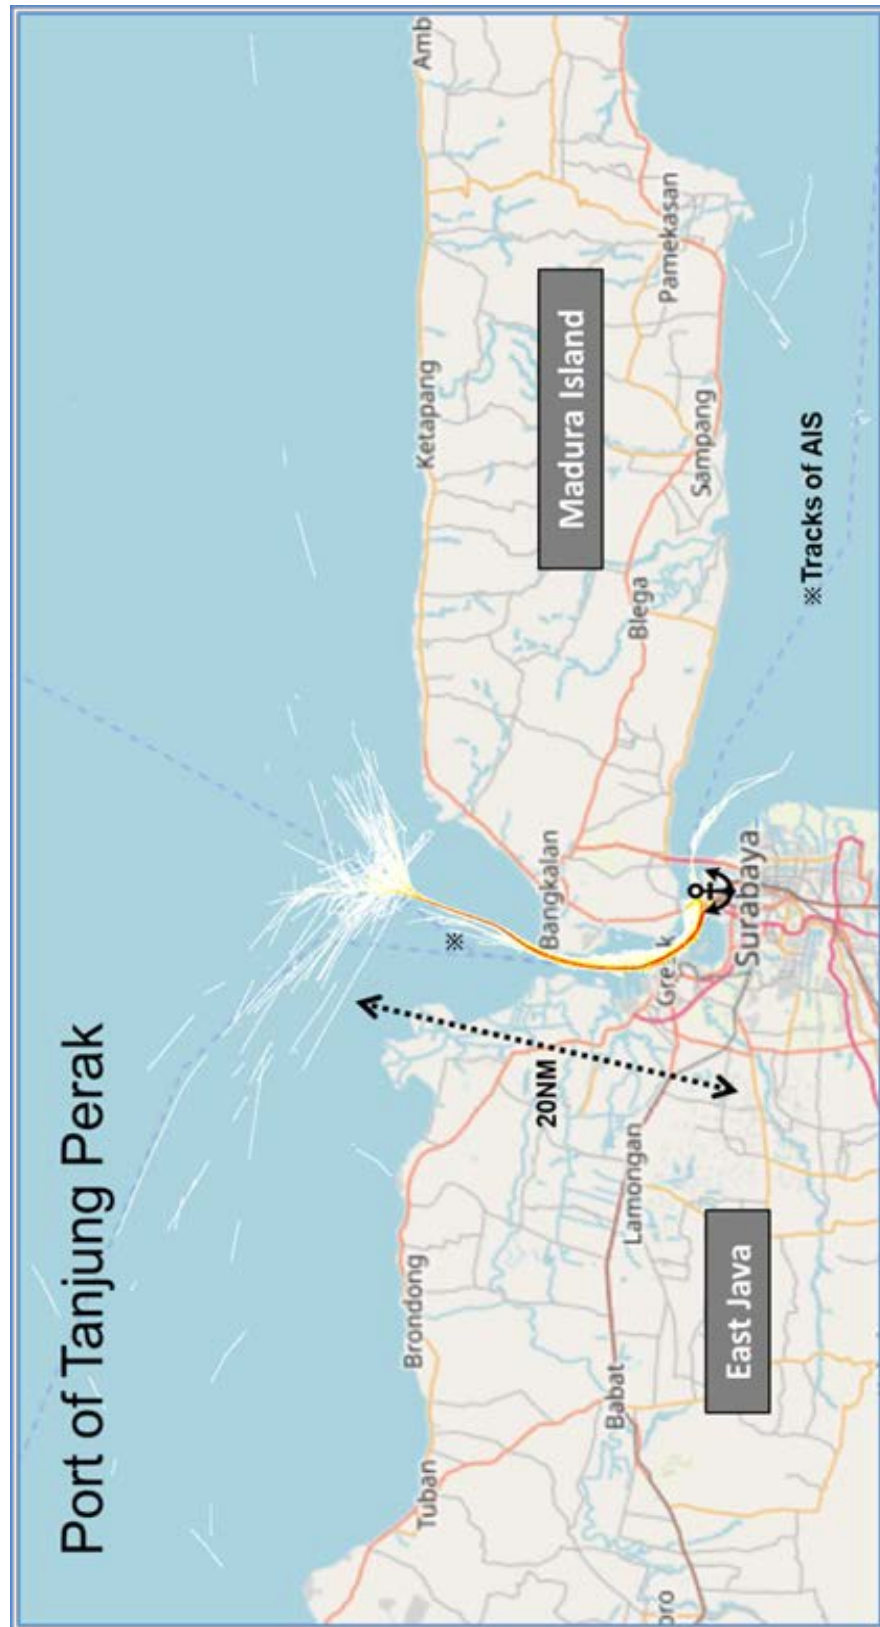 Port of Tanjung Perak
Amb
Ketapang
Madura Island
Pamekasan
Sampang
※Tracks of AIS
Blega
※
Bangkalan
Surabaya
20NM
Lamongan
Brondong
East Java
Babat
Tuban